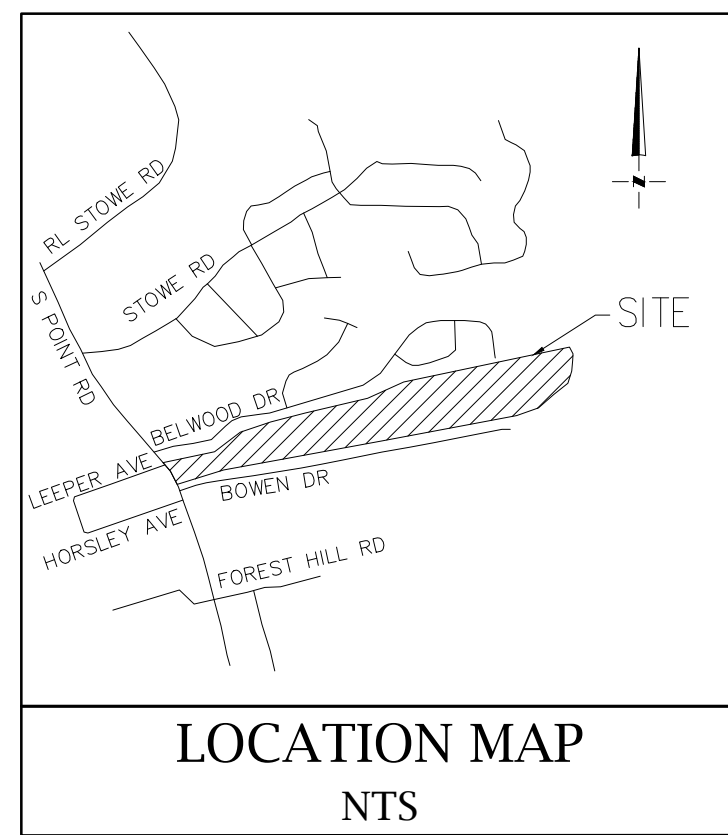 RL STOWE RD
N
STOWE RD
S POINT RD
SITE
BELWOOD DR
LEEPER AVE
BOWEN DR
HORSLEY AVE
FOREST HILL RD
LOCATION MAP
NTS